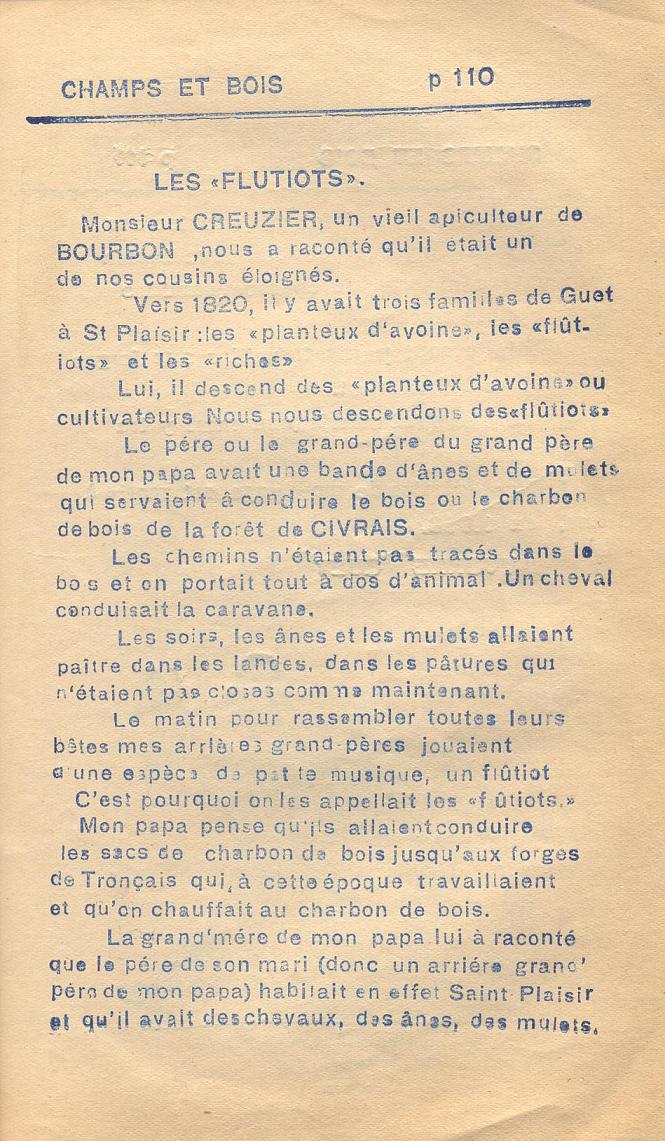 CHAMPS ET BOIS p 110
LES «FLUTIOTS».
Monsieur CREUZIER, un vieil apiculteur de
BOURBON ,nous a raconté qu'il etait un
de nos cousins éloignés.
Vers 1820, il y avait trois familles de Guet
à St Plaisir :les «planteux d'avoine», les «flût-
iots» et les «riches»
Lui, il descend des «planteux d'avoine» ou
cultivateurs Nous nous descendons des«flûtiots»
Le pére ou le grand-pére du grand père
de mon papa avait une bande d'ânes et de mulets
qui servaient â conduire le bois ou le charbon
de bois de la forêt de CIVRAIS.
Les chemins n'étaient pas tracés dans le
bois et on portait tout à dos d'animal .Un cheval
conduisait la caravane.
Les soirs, les ânes et les mulets allaient
paître dans les landes, dans les pâtures qui
n'étaient pas closes comme maintenant.
Le matin pour rassembler toutes leurs
bêtes mes arrières grand-pères jouaient
d'une espèce de petite musique, un flûtiot
C'est pourquoi on les appellait les «flûtiots.»
Mon papa pense qu'ils allaient conduire
les sacs de charbon de bois jusqu'aux forges
de Tronçais qui, à cette époque travaillaient
et qu'on chauffait au charbon de bois.
La grand'mére de mon papa lui à raconté
que le pére de son mari (donc un arriére grand'
pére de mon papa) habitait en effet Saint Plaisir
et qu'il avait des chevaux, des ânes, des mulets.